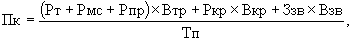 Пк = (Рт + Рмс + Рпр)×Втр + Ркр × Вкр + Ззв × Взв
Тп ,